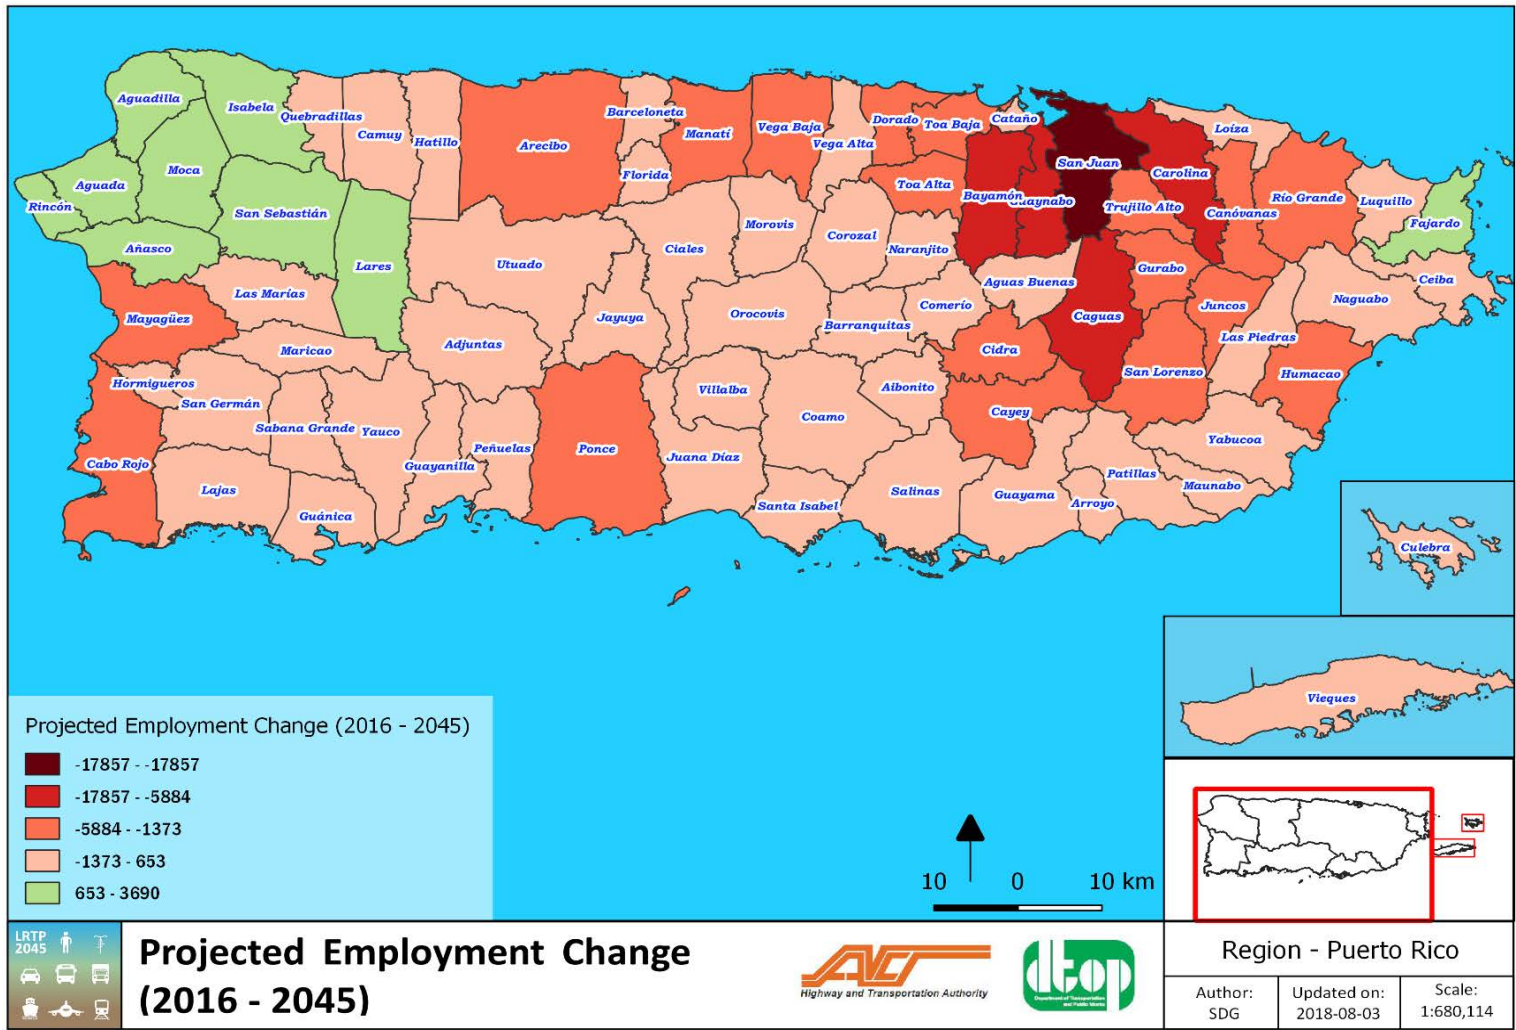 Aguadilla
Isabela
Quebradillas
Camuy
Hatillo
Arecibo
Barceloneta
Manatí
Vega Baja
Vega Alta
Dorado
Toa Baja
Cataño
Loíza
Moca
Aguada
Rincón
San Sebastián
Florida
Toa Alta
Bayamón
San Juan
Carolina
Trujillo Alto
Canóvanas
Río Grande
Luquillo
Fajardo
Añasco
Lares
Utuado
Ciales
Morovis
Corozal
Naranjito
Aguas Buenas
Gurabo
Ceiba
Las Marías
Mayagüez
Maricao
Adjuntas
Jayuya
Orocovis
Barranquitas
Comerío
Caguas
Juncos
Naguabo
Las Piedras
Cidra
San Lorenzo
Humacao
Hormigueros
San Germán
Sabana Grande
Yauco
Guayanilla
Peñuelas
Ponce
Villalba
Coamo
Aibonito
Cayey
Yabucoa
Cabo Rojo
Lajas
Guánica
Juana Díaz
Santa Isabel
Salinas
Guayama
Patillas
Arroyo
Maunabo
Culebra
Vieques
Projected Employment Change (2016 - 2045)
-17857 - -17857
-17857 - -5884
-5884 - -1373
-1373 - 653
653 - 3690
10 0 10 km
LRTP
2045
Projected Employment Change
(2016 - 2045)
Highway and Transportation Authority
dtop
Department of Transportation
and Public Works
Region - Puerto Rico
Author:
SDG
Updated on:
2018-08-03
Scale:
1:680,114